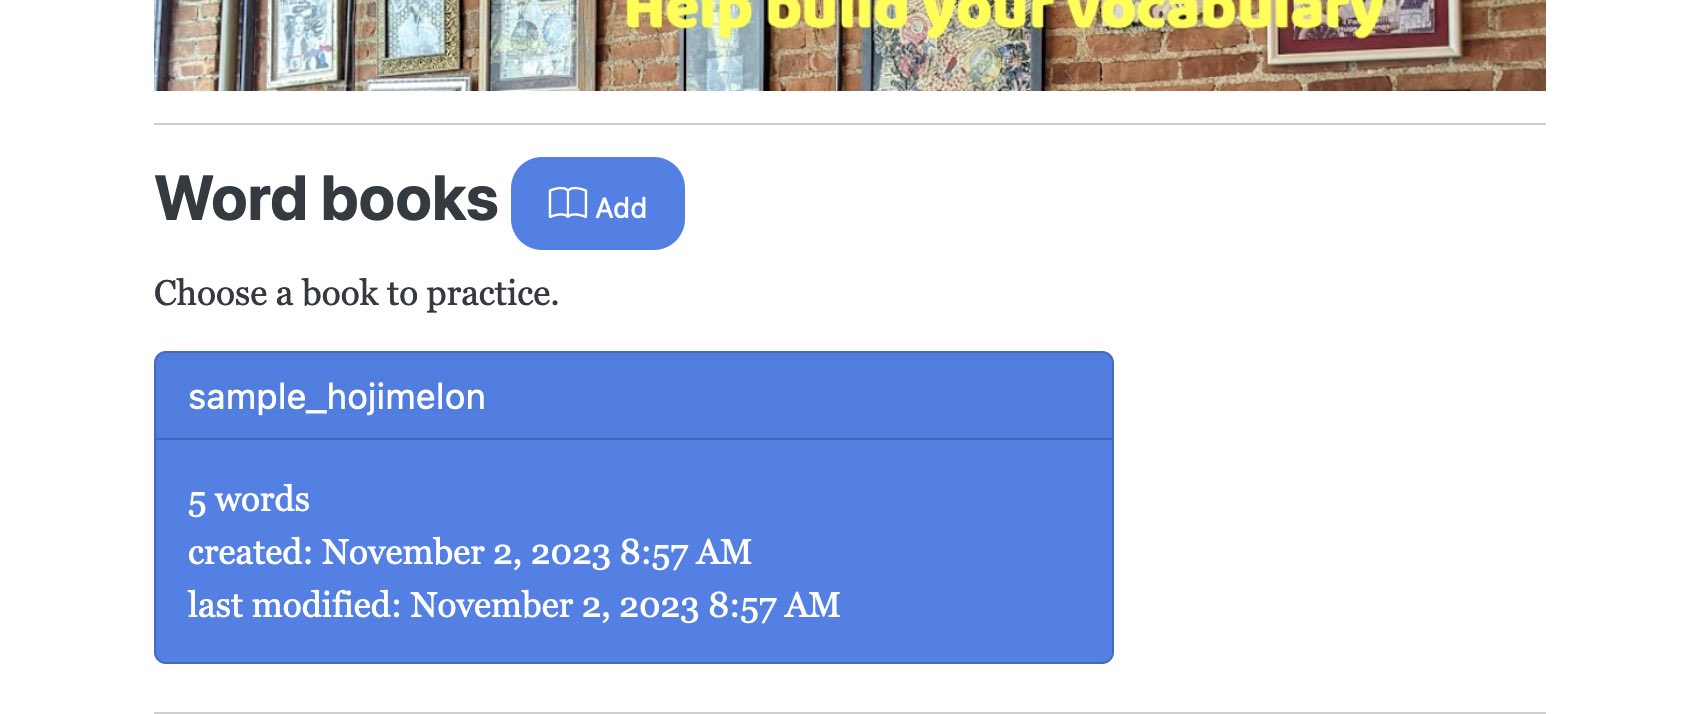 Help build your vocabulary
Word books
Add
Choose a book to practice.
sample_hojimelon
5 words
created: November 2, 2023 8:57 AM
last modified: November 2, 2023 8:57 AM